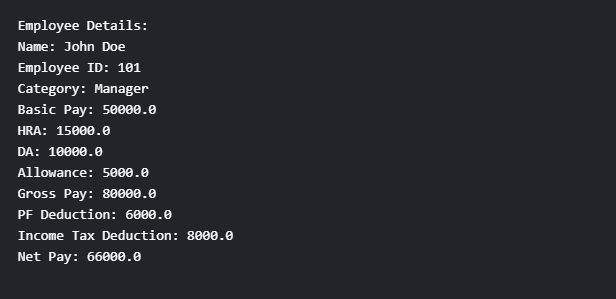 Employee Details:
Name: John Doe
Employee ID: 101
Category: Manager
Basic Pay: 50000.0
HRA: 15000.0
DA: 10000.0
Allowance: 5000.0
Gross Pay: 80000.0
PF Deduction: 6000.0
Income Tax Deduction: 8000.0
Net Pay: 66000.0